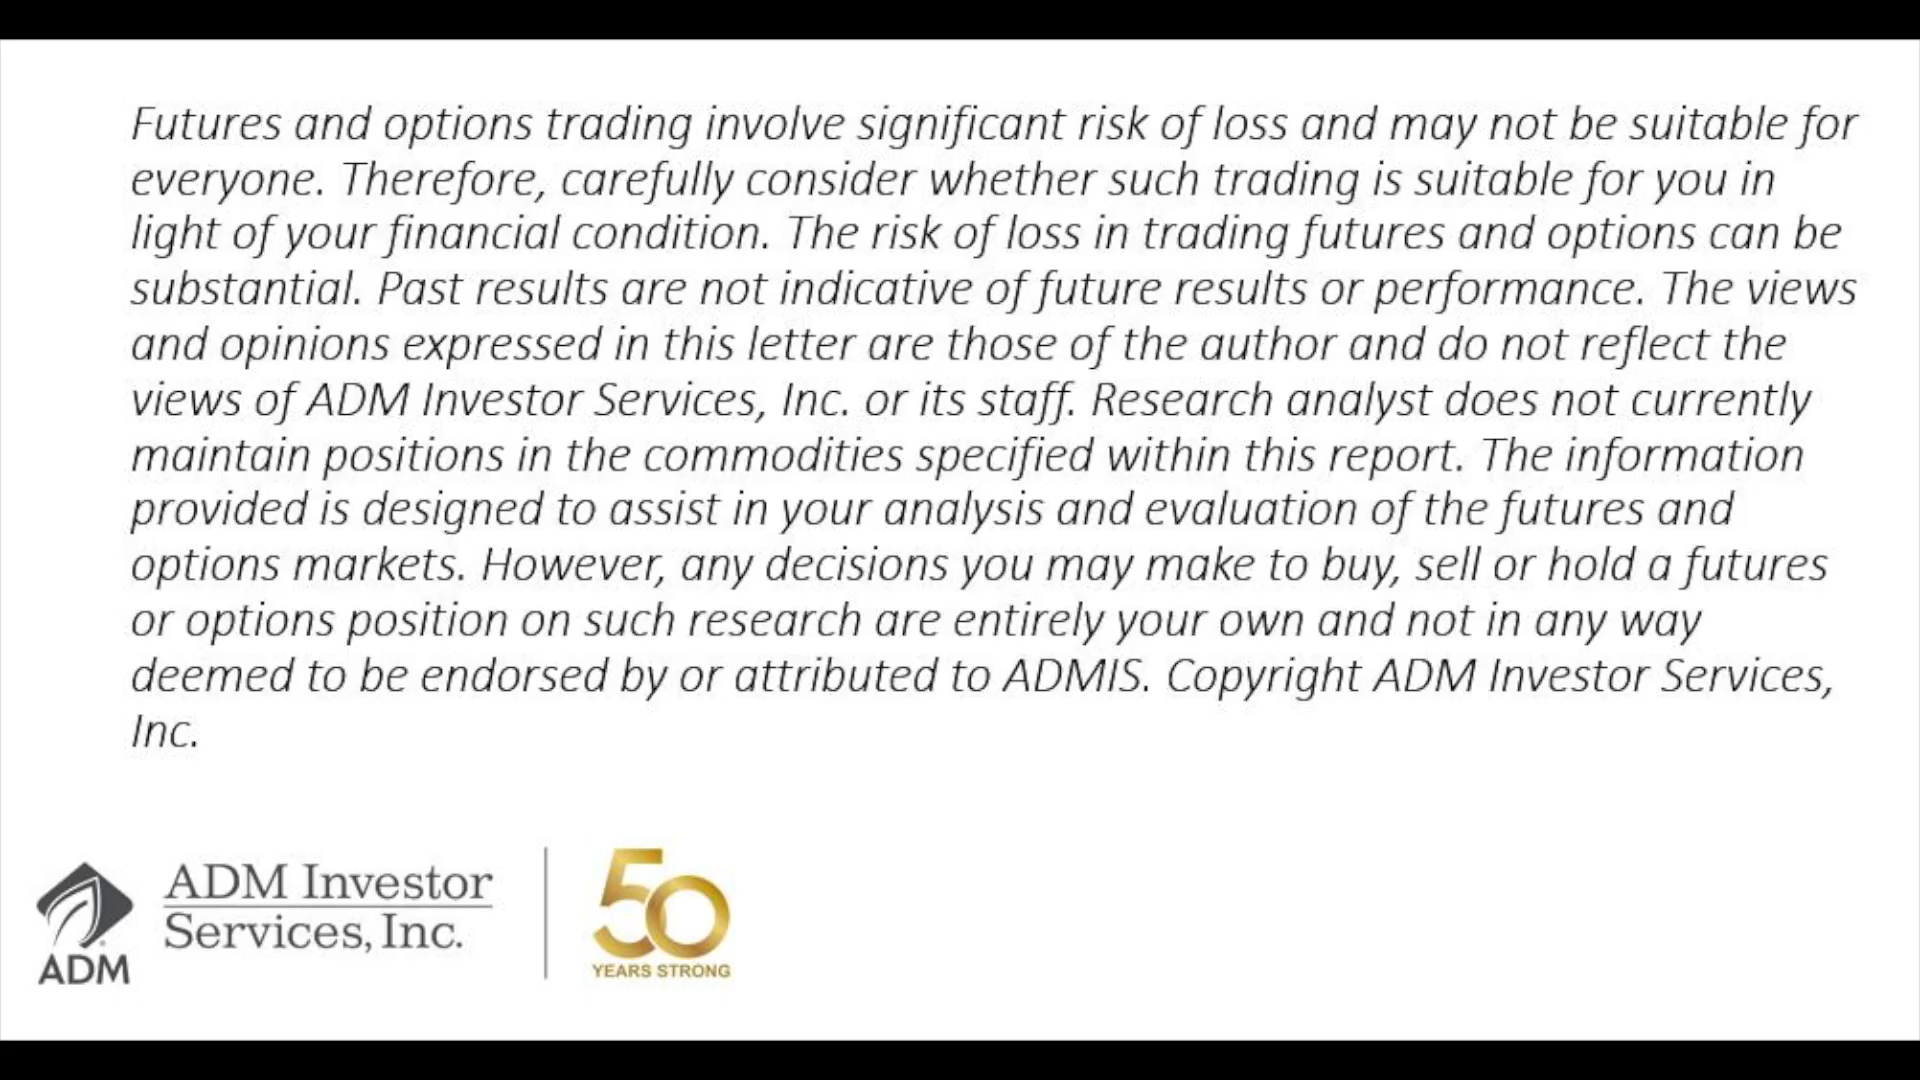 Futures and options trading involve significant risk of loss and may not be suitable for
everyone. Therefore, carefully consider whether such trading is suitable for you in
light of your financial condition. The risk of loss in trading futures and options can be
substantial. Past results are not indicative of future results or performance. The views
and opinions expressed in this letter are those of the author and do not reflect the
views of ADM Investor Services, Inc. or its staff. Research analyst does not currently
maintain positions in the commodities specified within this report. The information
provided is designed to assist in your analysis and evaluation of the futures and
options markets. However, any decisions you may make to buy, sell or hold a futures
or options position on such research are entirely your own and not in any way
deemed to be endorsed by or attributed to ADMIS. Copyright ADM Investor Services,
Inc.
ADM
ADM Investor
Services, Inc.
50
YEARS STRONG